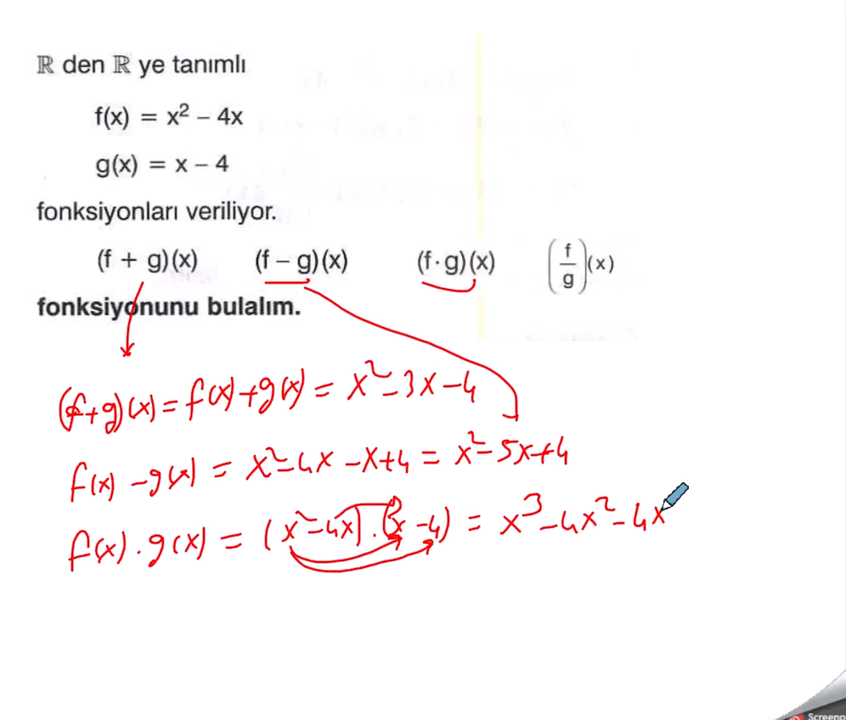 ℝ den ℝ ye tanımlı
f(x) = x² – 4x
g(x) = x – 4
fonksiyonları veriliyor.
(f + g)(x) (f – g)(x) (f · g)(x) (f/g)(x)
fonksiyonunu bulalım.
(f+g)(x) = f(x)+g(x) = x²-3x-4
f(x) -g(x) = x²-4x -x+4 = x²-5x+4
f(x) . g(x) = (x²-4x) . (x-4) = x³-4x²-4x